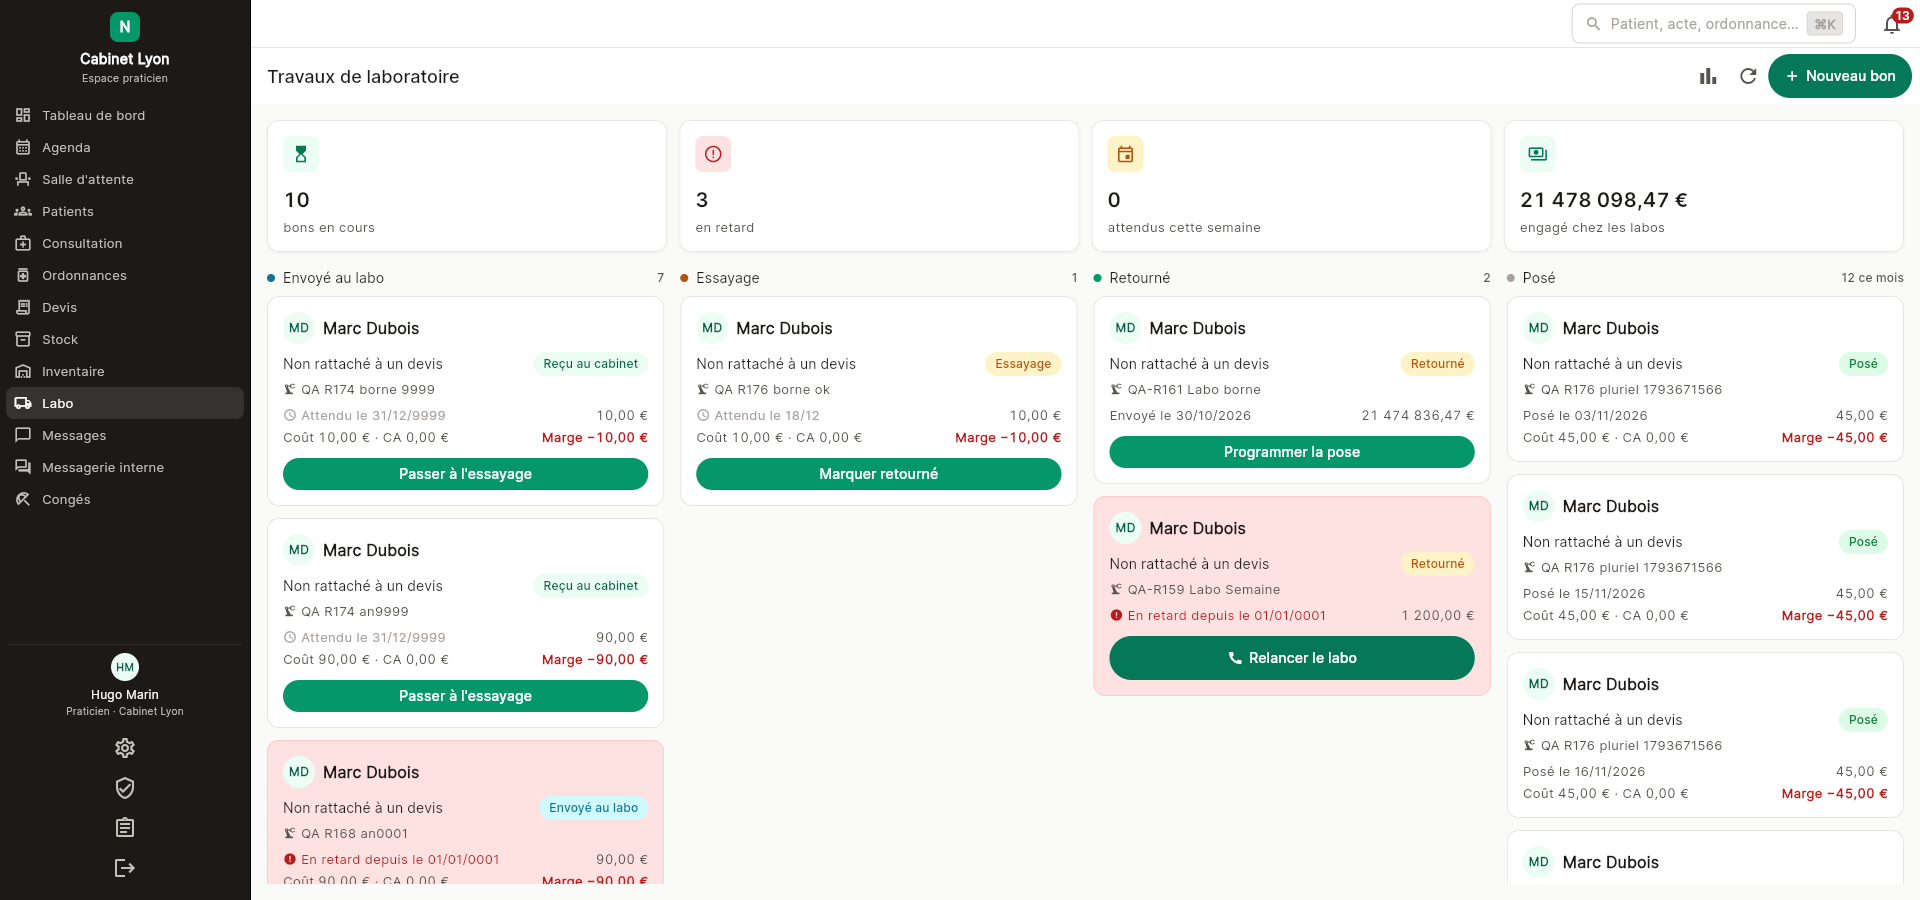 N
Cabinet Lyon
Espace praticien
Tableau de bord
Agenda
Salle d'attente
Patients
Consultation
Ordonnances
Devis
Stock
Inventaire
Labo
Messages
Messagerie interne
Congés
HM
Hugo Marin
Praticien · Cabinet Lyon
Patient, acte, ordonnance... ⌘K
13
Travaux de laboratoire
+ Nouveau bon
10
bons en cours
3
en retard
0
attendus cette semaine
21 478 098,47 €
engagé chez les labos
Envoyé au labo 7
MD Marc Dubois
Non rattaché à un devis Reçu au cabinet
QA R174 borne 9999
Attendu le 31/12/9999 10,00 €
Coût 10,00 € · CA 0,00 € Marge −10,00 €
Passer à l'essayage
MD Marc Dubois
Non rattaché à un devis Reçu au cabinet
QA R174 an9999
Attendu le 31/12/9999 90,00 €
Coût 90,00 € · CA 0,00 € Marge −90,00 €
Passer à l'essayage
MD Marc Dubois
Non rattaché à un devis Envoyé au labo
QA R168 an0001
En retard depuis le 01/01/0001 90,00 €
Coût 90,00 € · CA 0,00 € Marge −90,00 €
Essayage 1
MD Marc Dubois
Non rattaché à un devis Essayage
QA R176 borne ok
Attendu le 18/12 10,00 €
Coût 10,00 € · CA 0,00 € Marge −10,00 €
Marquer retourné
Retourné 2
MD Marc Dubois
Non rattaché à un devis Retourné
QA-R161 Labo borne
Envoyé le 30/10/2026 21 474 836,47 €
Programmer la pose
MD Marc Dubois
Non rattaché à un devis Retourné
QA-R159 Labo Semaine
En retard depuis le 01/01/0001 1 200,00 €
Relancer le labo
Posé 12 ce mois
MD Marc Dubois
Non rattaché à un devis Posé
QA R176 pluriel 1793671566
Posé le 03/11/2026 45,00 €
Coût 45,00 € · CA 0,00 € Marge −45,00 €
MD Marc Dubois
Non rattaché à un devis Posé
QA R176 pluriel 1793671566
Posé le 15/11/2026 45,00 €
Coût 45,00 € · CA 0,00 € Marge −45,00 €
MD Marc Dubois
Non rattaché à un devis Posé
QA R176 pluriel 1793671566
Posé le 16/11/2026 45,00 €
Coût 45,00 € · CA 0,00 € Marge −45,00 €
MD Marc Dubois